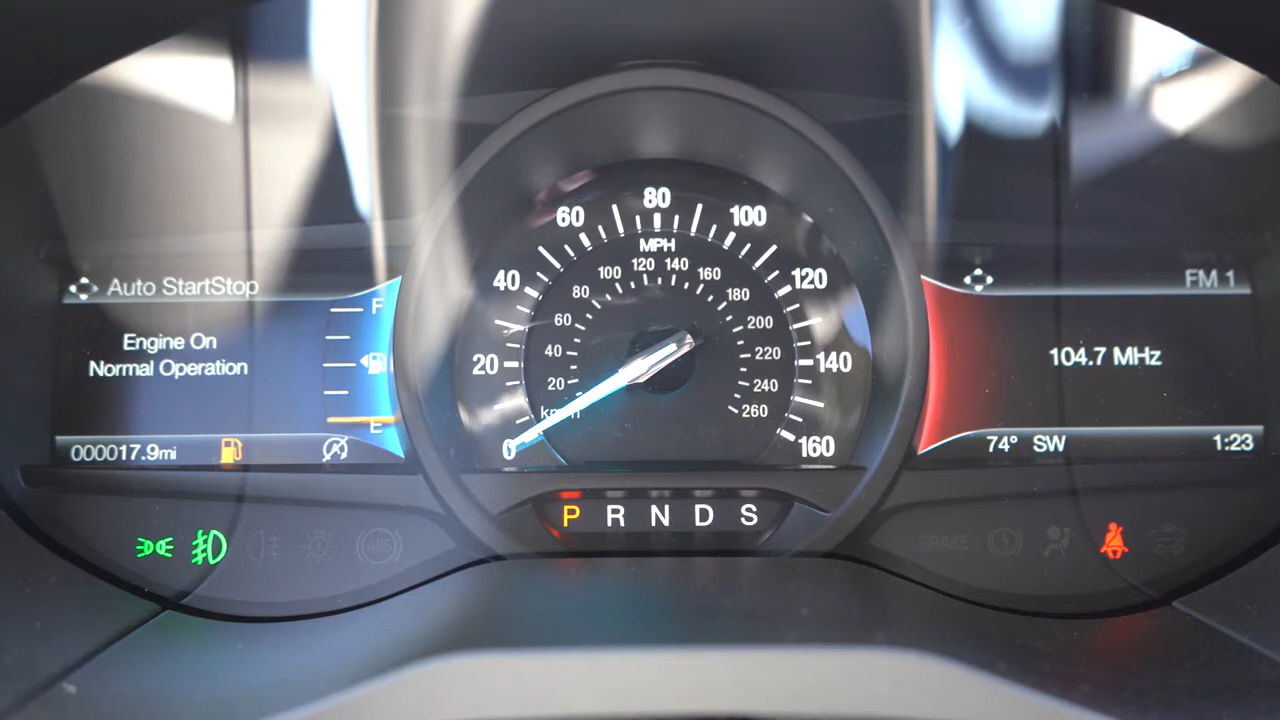 Auto StartStop
Engine On
Normal Operation
F
E
000017.9mi
0
20
40
60
80
100
120
140
160
MPH
km/h
20
40
60
80
100
120
140
160
180
200
220
240
260
P R N D S
FM 1
104.7 MHz
74° SW
1:23
ABS
BRAKE